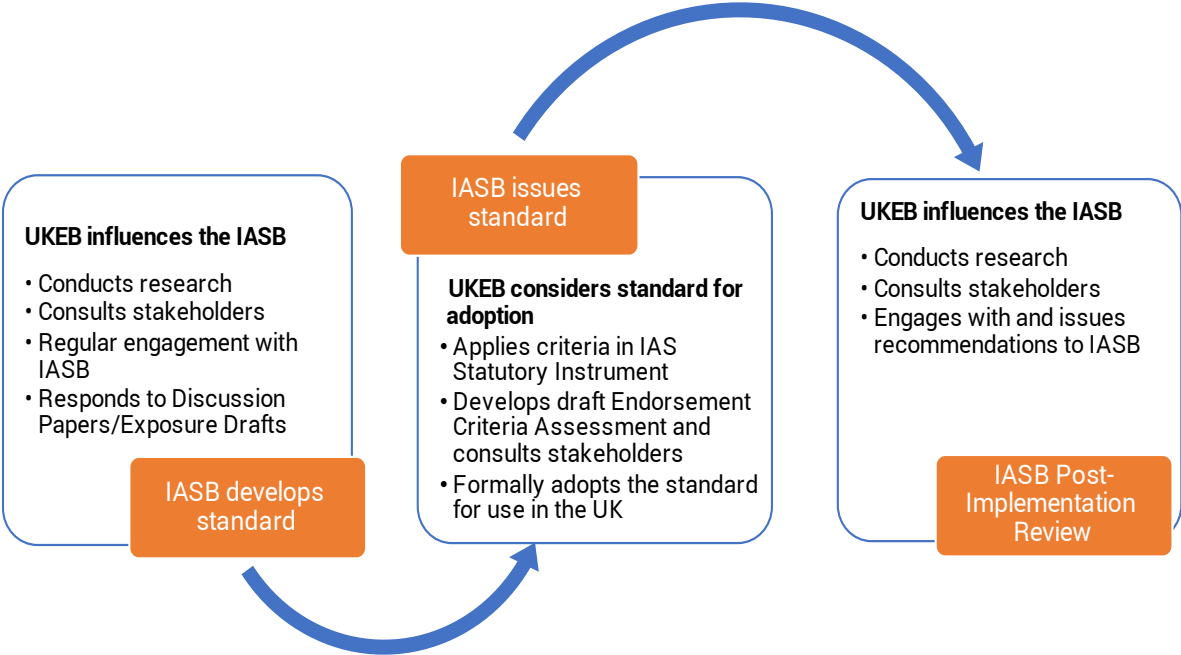 UKEB influences the IASB
• Conducts research
• Consults stakeholders
• Regular engagement with
IASB
• Responds to Discussion
Papers/Exposure Drafts
IASB develops
standard
IASB issues
standard
UKEB considers standard for
adoption
• Applies criteria in IAS
Statutory Instrument
• Develops draft Endorsement
Criteria Assessment and
consults stakeholders
• Formally adopts the standard
for use in the UK
UKEB influences the IASB
• Conducts research
• Consults stakeholders
• Engages with and issues
recommendations to IASB
IASB Post-
Implementation
Review